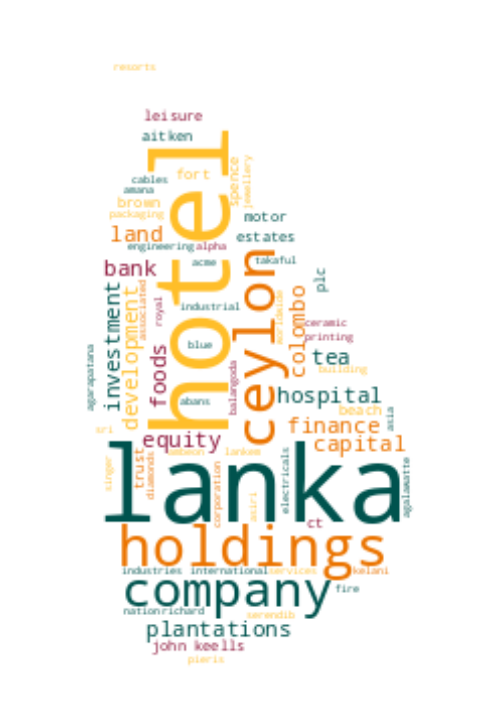 resorts
leisure
aitken
hotel
fort
spence
jewellery
cables
amana
brown
packaging
motor
land
estates
engineering
alpha
bank
acme
takaful
plc
investment
development
associated
royal
industrial
ceylon
worldwide
colombo
ceramic
printing
agarapatana
foods
blue
tea
building
balangoda
abans
hospital
beach
asia
sri
equity
finance
capital
lanka
singer
trust
diamonds
ambeon
lankem
corporation
asiri
electricals
agalawatte
ct
holdings
industries
international
services
kelani
company
fire
nation
richard
serendib
plantations
john keells
pieris